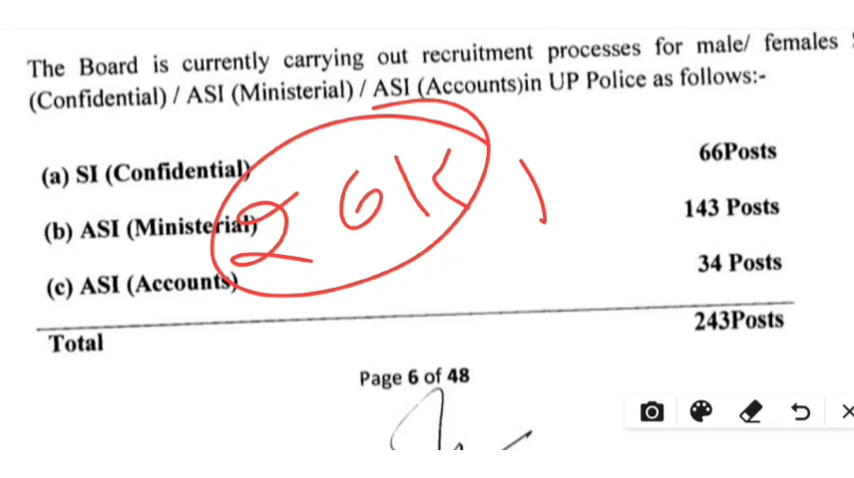 The Board is currently carrying out recruitment processes for male/ females
(Confidential) / ASI (Ministerial) / ASI (Accounts)in UP Police as follows:-
(a) SI (Confidential) 66Posts
(b) ASI (Ministerial) 143 Posts
(c) ASI (Accounts) 34 Posts
Total 243Posts
Page 6 of 48
26K